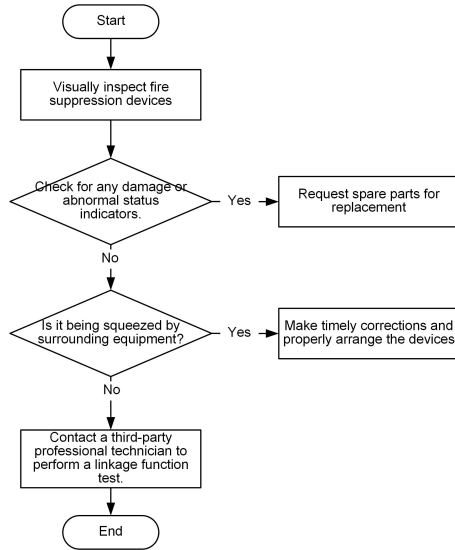 Start
Visually inspect fire
suppression devices
Check for any damage or
abnormal status
indicators.
Yes
Request spare parts for
replacement
No
Is it being squeezed by
surrounding equipment?
Yes
Make timely corrections and
properly arrange the devices
No
Contact a third-party
professional technician to
perform a linkage function
test.
End